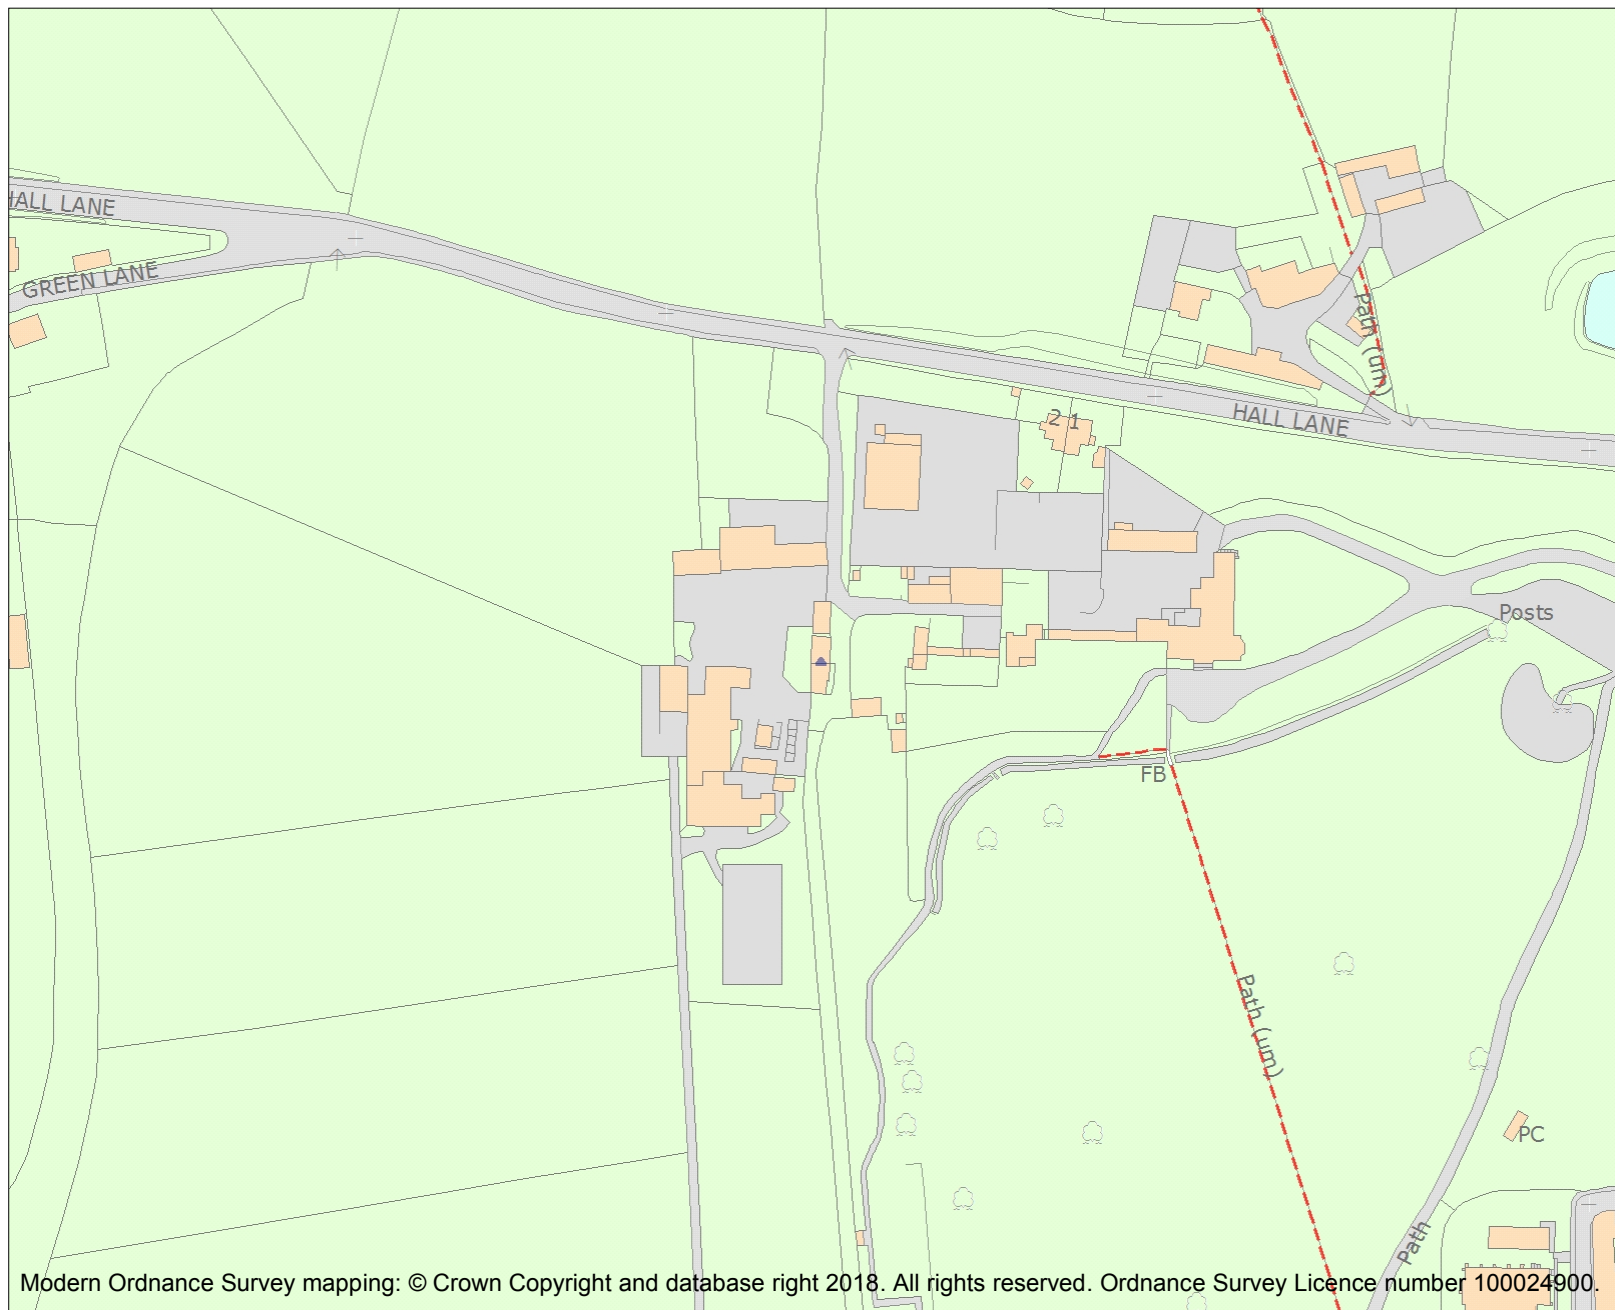 HALL LANE
GREEN LANE
Path (um)
2 1
HALL LANE
Posts
FB
Path (um)
PC
Path
Modern Ordnance Survey mapping: © Crown Copyright and database right 2018. All rights reserved. Ordnance Survey Licence number 100024900.